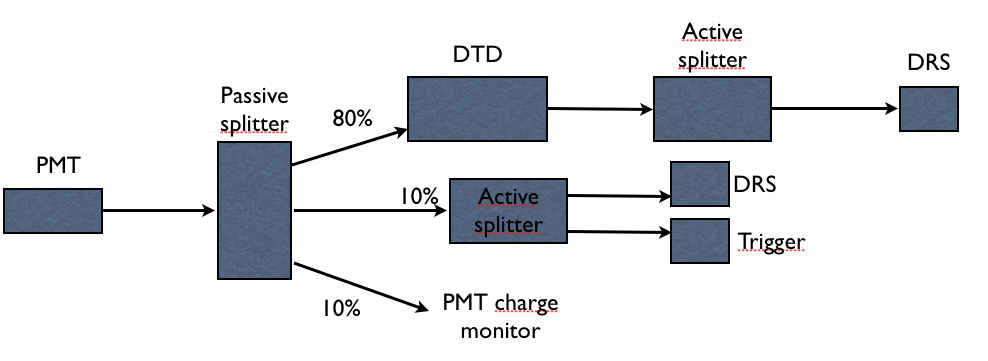 Active
splitter
DTD
DRS
Passive
splitter
80%
PMT
DRS
10%
Active
splitter
Trigger
10%
PMT charge
monitor